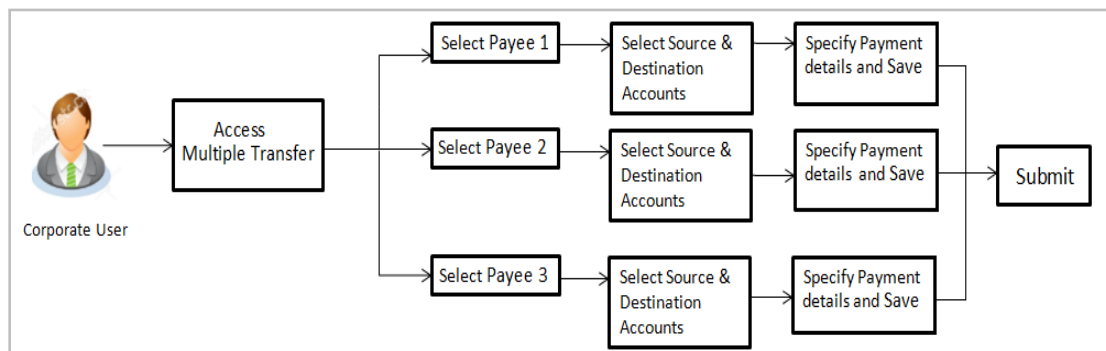 Corporate User
Access
Multiple Transfer
Select Payee 1
Select Source &
Destination
Accounts
Specify Payment
details and Save
Select Payee 2
Select Source &
Destination
Accounts
Specify Payment
details and Save
Select Payee 3
Select Source &
Destination
Accounts
Specify Payment
details and Save
Submit